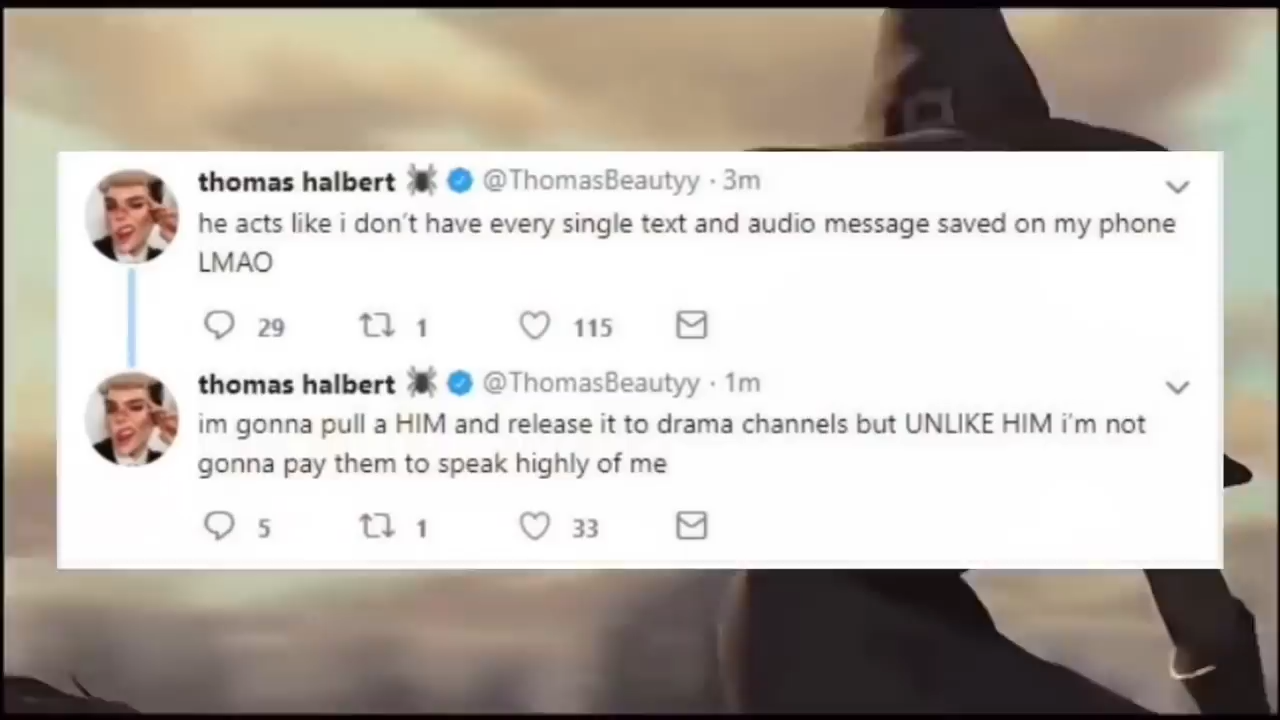 thomas halbert 🕷 @ThomasBeautyy · 3m
he acts like i don't have every single text and audio message saved on my phone
LMAO
29 1 115
thomas halbert 🕷 @ThomasBeautyy · 1m
im gonna pull a HIM and release it to drama channels but UNLIKE HIM i'm not
gonna pay them to speak highly of me
5 1 33